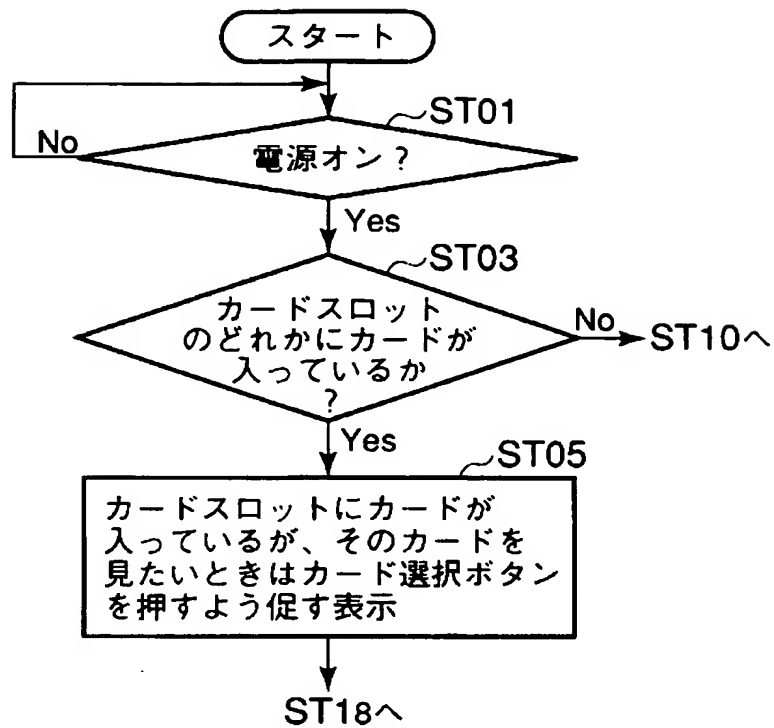 スタート
ST01
No
電源オン？
Yes
ST03
カードスロット
のどれかにカードが
入っているか
？
No
ST10へ
Yes
ST05
カードスロットにカードが
入っているが、そのカードを
見たいときはカード選択ボタン
を押すよう促す表示
ST18へ